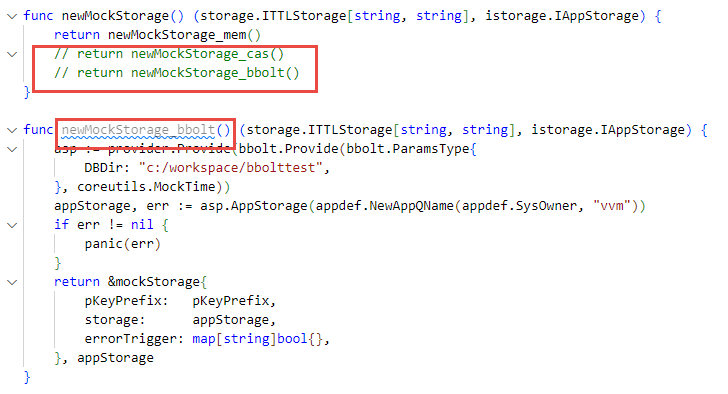 func newMockStorage() (storage.ITTLStorage[string, string], istorage.IAppStorage) {
    return newMockStorage_mem()
    // return newMockStorage_cas()
    // return newMockStorage_bbolt()
}
func newMockStorage_bbolt() (storage.ITTLStorage[string, string], istorage.IAppStorage) {
    asp := provider.Provide(bbolt.Provide(bbolt.ParamsType{
        DBDir: "c:/workspace/bbolttest",
    }, coreutils.MockTime))
    appStorage, err := asp.AppStorage(appdef.NewAppQName(appdef.SysOwner, "vvm"))
    if err != nil {
        panic(err)
    }
    return &mockStorage{
        pKeyPrefix:   pKeyPrefix,
        storage:      appStorage,
        errorTrigger: map[string]bool{},
    }, appStorage
}